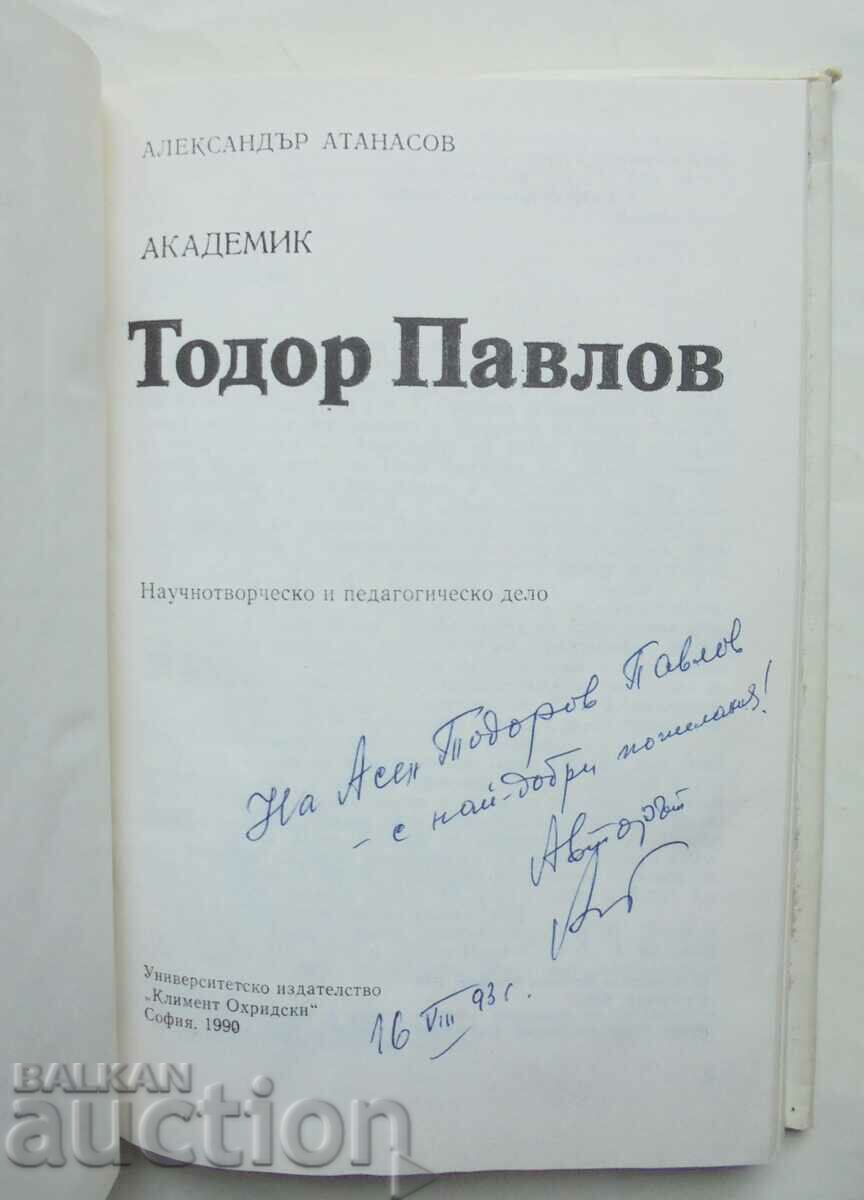 АЛЕКСАНДЪР АТАНАСОВ
АКАДЕМИК
Тодор Павлов
Научнотворческо и педагогическо дело
На Асен Тодоров Павлов
- с най-добри пожелания!
Авторът
Университетско издателство
„Климент Охридски“
София, 1990
16 VIII 93 г.
BALKAN
auction